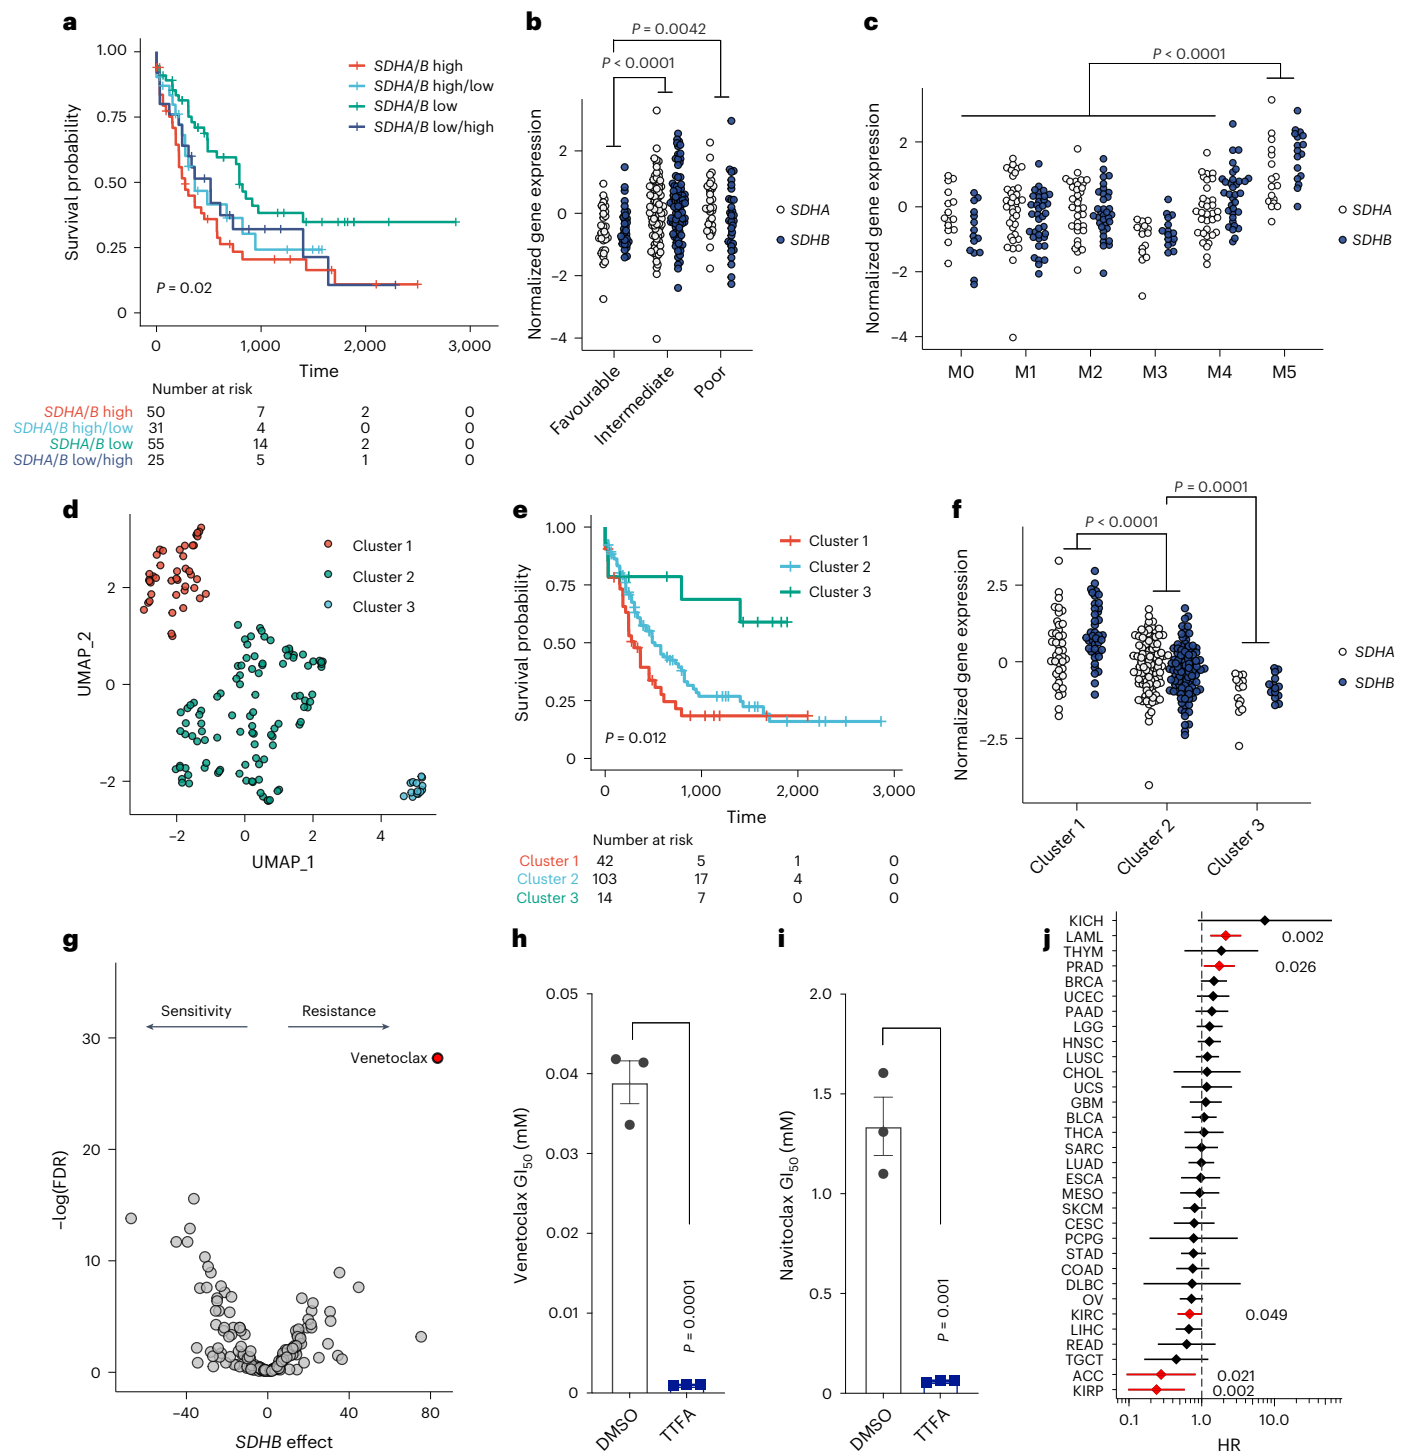 a
1.00
0.75
0.50
0.25
0
Survival probability
SDHA/B high
SDHA/B high/low
SDHA/B low
SDHA/B low/high
P = 0.02
0 1,000 2,000 3,000
Time
Number at risk
SDHA/B high 50 7 2 0
SDHA/B high/low 31 4 0 0
SDHA/B low 55 14 2 0
SDHA/B low/high 25 5 1 0
b
P = 0.0042
P < 0.0001
Normalized gene expression
2
0
−2
−4
SDHA
SDHB
Favourable
Intermediate
Poor
c
P < 0.0001
Normalized gene expression
2
0
−2
−4
SDHA
SDHB
M0 M1 M2 M3 M4 M5
d
UMAP_2
2
0
−2
Cluster 1
Cluster 2
Cluster 3
−2 0 2 4
UMAP_1
e
Survival probability
1.00
0.75
0.50
0.25
0
Cluster 1
Cluster 2
Cluster 3
P = 0.012
0 1,000 2,000 3,000
Time
Number at risk
Cluster 1 42 5 1 0
Cluster 2 103 17 4 0
Cluster 3 14 7 0 0
f
P = 0.0001
P < 0.0001
Normalized gene expression
2.5
0
−2.5
SDHA
SDHB
Cluster 1
Cluster 2
Cluster 3
g
Sensitivity
Resistance
Venetoclax
−log(FDR)
30
20
10
0
−40 0 40 80
SDHB effect
h
Venetoclax GI50 (mM)
0.05
0.04
0.03
0.02
0.01
0
P = 0.0001
DMSO
TTFA
i
Navitoclax GI50 (mM)
2.0
1.5
1.0
0.5
0
P = 0.001
DMSO
TTFA
j
KICH
LAML 0.002
THYM
PRAD 0.026
BRCA
UCEC
PAAD
LGG
HNSC
LUSC
CHOL
UCS
GBM
BLCA
THCA
SARC
LUAD
ESCA
MESO
SKCM
CESC
PCPG
STAD
COAD
DLBC
OV
KIRC 0.049
LIHC
READ
TGCT
ACC 0.021
KIRP 0.002
0.1 1.0 10.0
HR